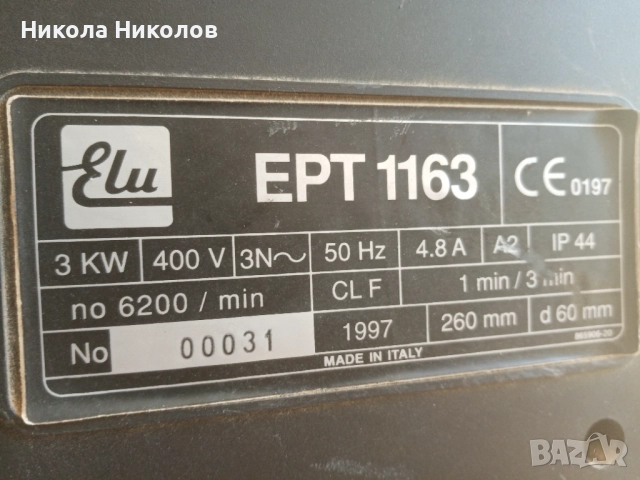 Никола Николов
Elu
EPT 1163
CE 0197
3 KW 400 V 3N~ 50 Hz 4.8 A A2 IP 44
no 6200 / min CL F 1 min / 3 min
No 00031 1997 260 mm d 60 mm
MADE IN ITALY
BAZAR